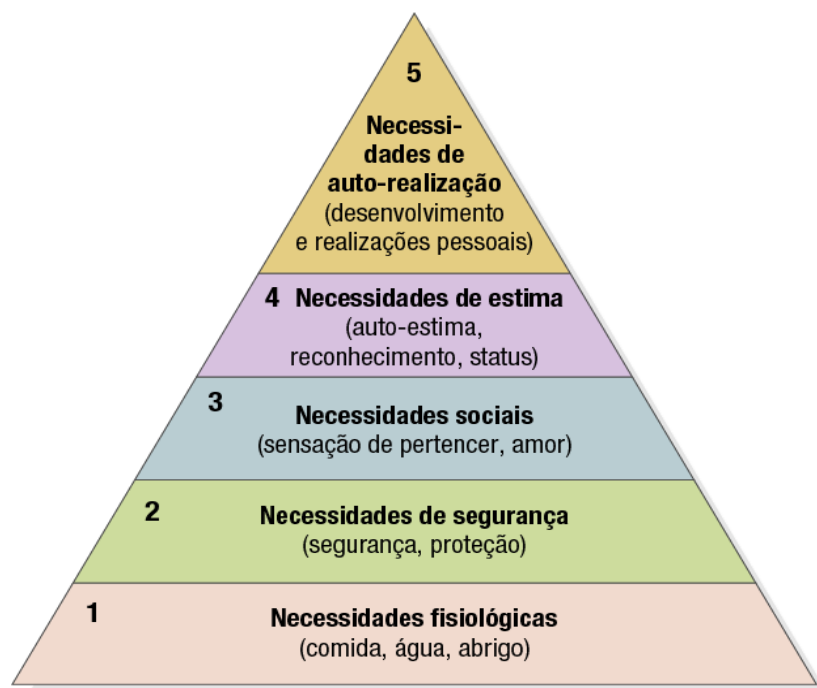 5
Necessi-
dades de
auto-realização
(desenvolvimento
e realizações pessoais)
4 Necessidades de estima
(auto-estima,
reconhecimento, status)
3
Necessidades sociais
(sensação de pertencer, amor)
2
Necessidades de segurança
(segurança, proteção)
1
Necessidades fisiológicas
(comida, água, abrigo)